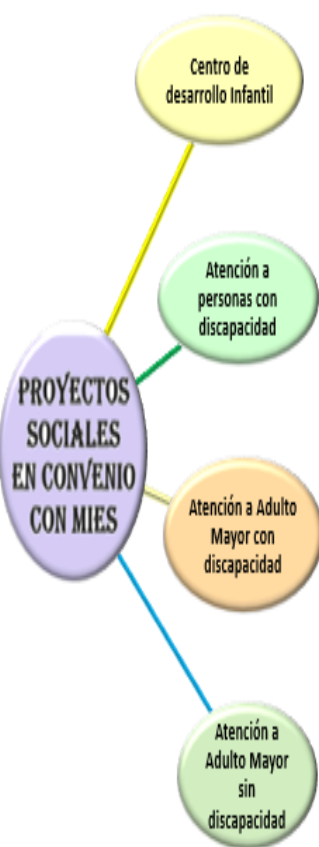 Centro de
desarrollo Infantil
Atención a
personas con
discapacidad
PROYECTOS
SOCIALES
EN CONVENIO
CON MIES
Atención a Adulto
Mayor con
discapacidad
Atención a
Adulto Mayor
sin
discapacidad